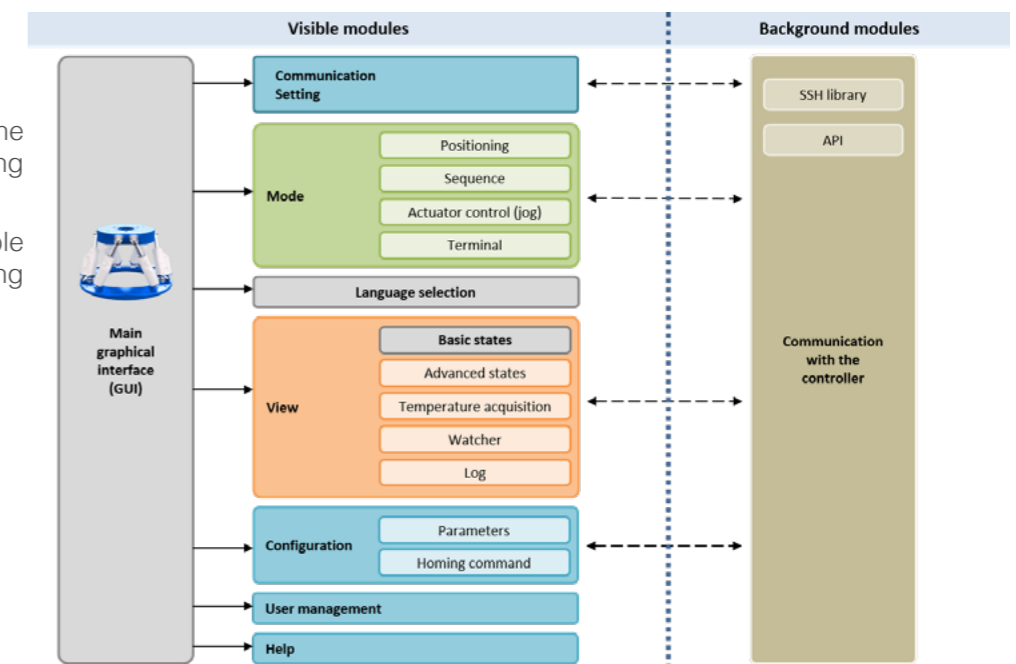 Visible modules
Background modules
ne
ng
ple
ng
Main
graphical
interface
(GUI)
Communication
Setting
Mode
Positioning
Sequence
Actuator control (jog)
Terminal
Language selection
View
Basic states
Advanced states
Temperature acquisition
Watcher
Log
Configuration
Parameters
Homing command
User management
Help
SSH library
API
Communication
with the
controller